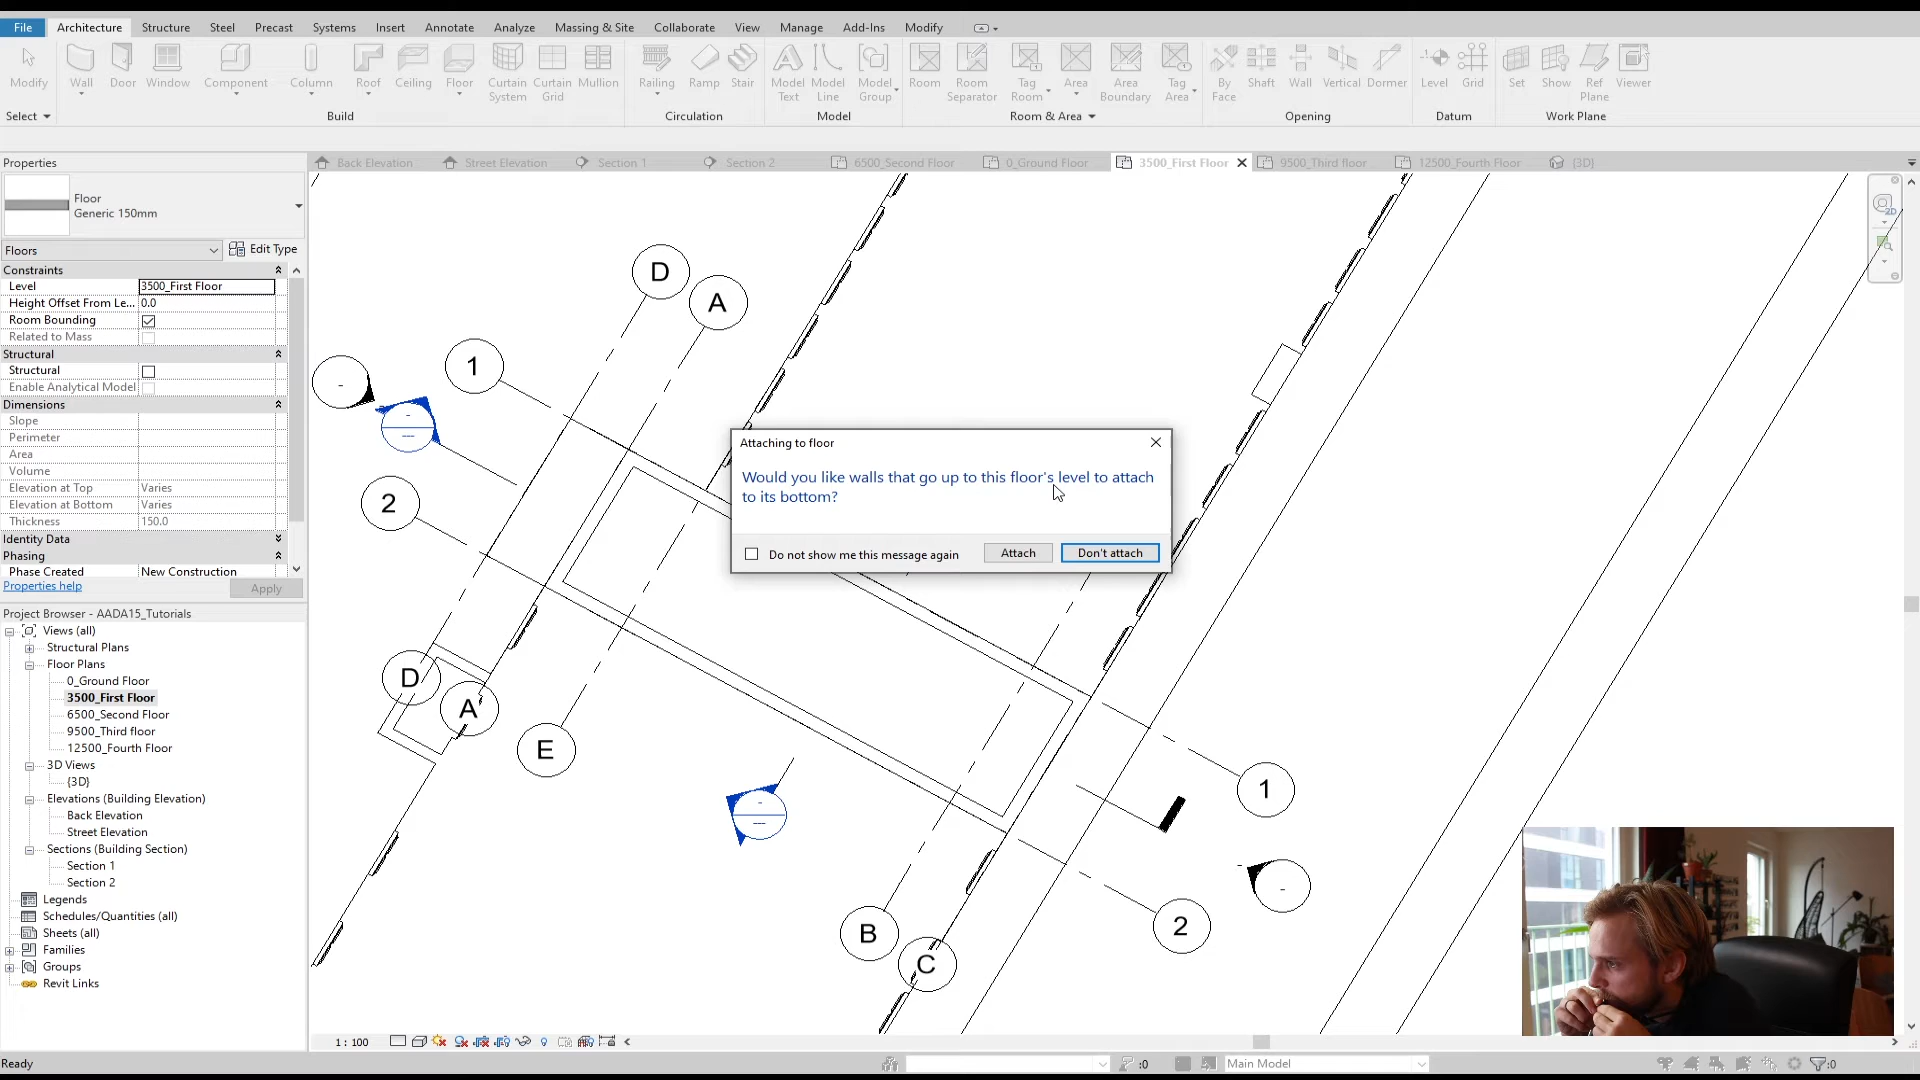 File Architecture Structure Steel Precast Systems Insert Annotate Analyze Massing & Site Collaborate View Manage Add-Ins Modify
Modify Wall Door Window Component Column Roof Ceiling Floor Curtain System Curtain Grid Mullion Railing Ramp Stair Model Text Model Line Model Group Room Room Separator Tag Room Area Area Boundary Tag Area By Face Shaft Wall Vertical Dormer Level Grid Set Show Ref Plane Viewer
Select Build Circulation Model Room & Area Opening Datum Work Plane
Properties
Back Elevation Street Elevation Section 1 Section 2 6500_Second Floor 0_Ground Floor 3500_First Floor 9500_Third floor 12500_Fourth Floor {3D}
Floor
Generic 150mm
Floors Edit Type
Constraints
Level 3500_First Floor
Height Offset From Le... 0.0
Room Bounding
Related to Mass
Structural
Structural
Enable Analytical Model
Dimensions
Slope
Perimeter
Area
Volume
Elevation at Top Varies
Elevation at Bottom Varies
Thickness 150.0
Identity Data
Phasing
Phase Created New Construction
Properties help Apply
Project Browser - AADA15_Tutorials
Views (all)
Structural Plans
Floor Plans
0_Ground Floor
3500_First Floor
6500_Second Floor
9500_Third floor
12500_Fourth Floor
3D Views
{3D}
Elevations (Building Elevation)
Back Elevation
Street Elevation
Sections (Building Section)
Section 1
Section 2
Legends
Schedules/Quantities (all)
Sheets (all)
Families
Groups
Revit Links
2D
D
A
1
2
D
A
E
B
C
1
2
Attaching to floor
Would you like walls that go up to this floor's level to attach
to its bottom?
Do not show me this message again Attach Don't attach
1 : 100
Ready :0 Main Model :0